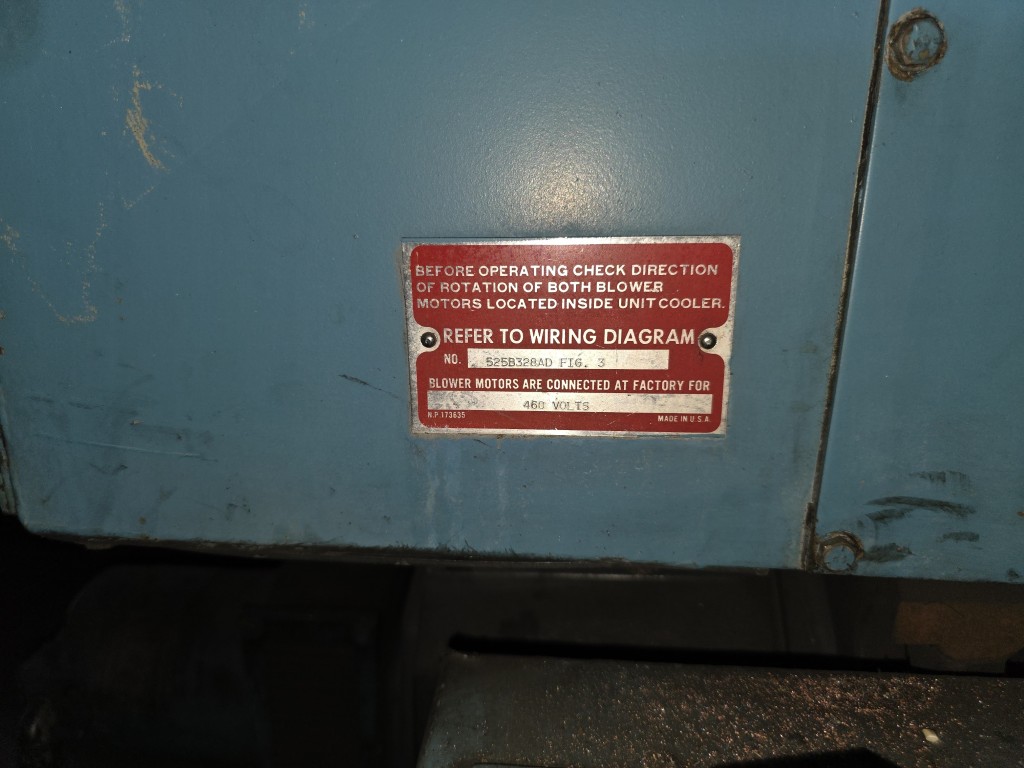 BEFORE OPERATING CHECK DIRECTION
OF ROTATION OF BOTH BLOWER
MOTORS LOCATED INSIDE UNIT COOLER.
REFER TO WIRING DIAGRAM
NO. 525B328AD FIG. 3
BLOWER MOTORS ARE CONNECTED AT FACTORY FOR
460 VOLTS
N.P. 173635 MADE IN U.S.A.